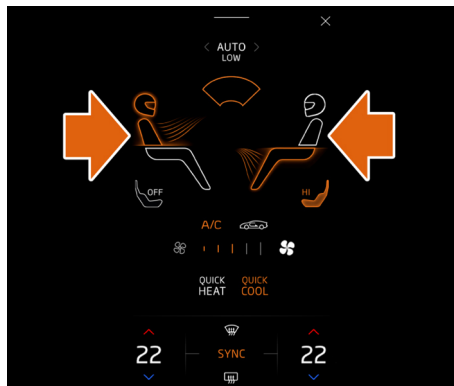 AUTO
LOW
OFF
HI
A/C
QUICK
HEAT
QUICK
COOL
22
SYNC
22